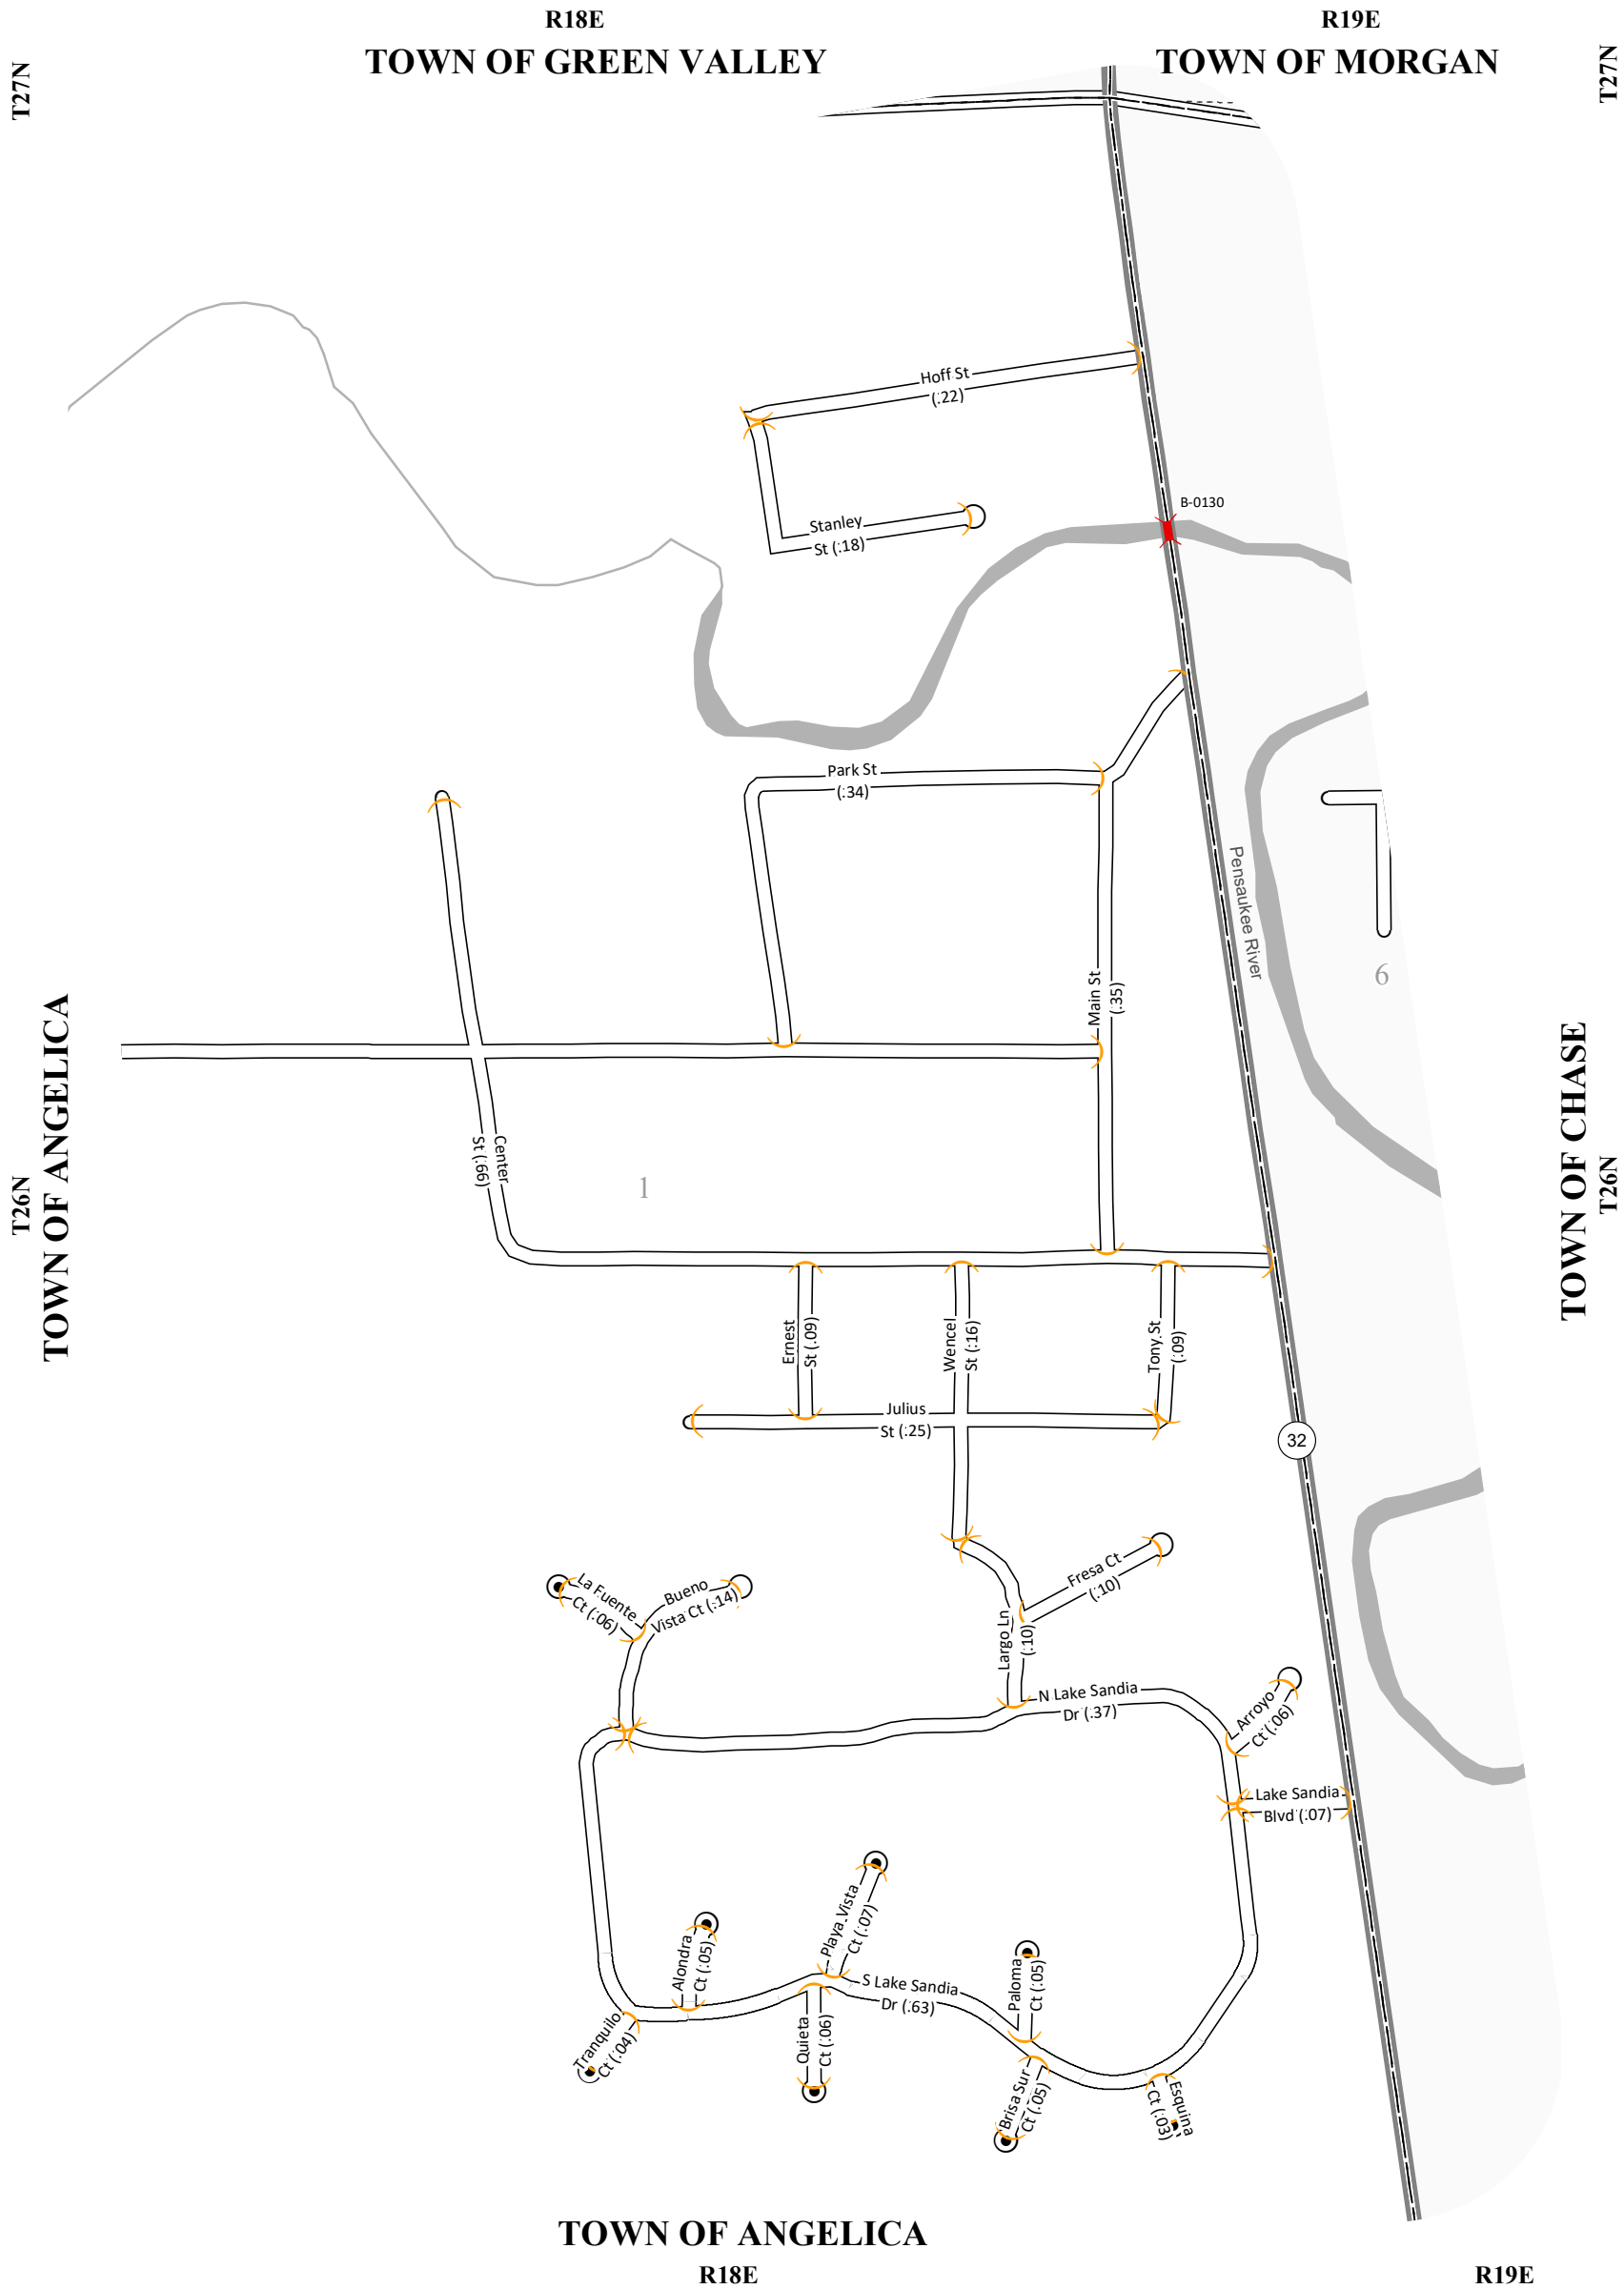 R18E
R19E
TOWN OF GREEN VALLEY
TOWN OF MORGAN
T27N
T27N
Hoff St
(.22)
B-0130
Stanley
St (.18)
Park St
(.34)
Pensaukee River
6
Main St
(.35)
TOWN OF ANGELICA
T26N
TOWN OF CHASE
T26N
Center
St (.66)
1
Ernest
St (.09)
Wencel
St (.16)
Tony St
(.09)
Julius
St (.25)
32
Fresa Ct
(.10)
La Fuente
Ct (.06)
Bueno
Vista Ct (.14)
Largo Ln
(.10)
N Lake Sandia
Dr (.37)
Arroyo
Ct (.06)
Lake Sandia
Blvd (.07)
Playa Vista
Ct (.07)
Alondra
Ct (.05)
S Lake Sandia
Dr (.63)
Paloma
Ct (.05)
Tranquilo
Ct (.04)
Quieta
Ct (.06)
Brisa Sur
Ct (.05)
Esquina
Ct (.03)
TOWN OF ANGELICA
R18E
R19E